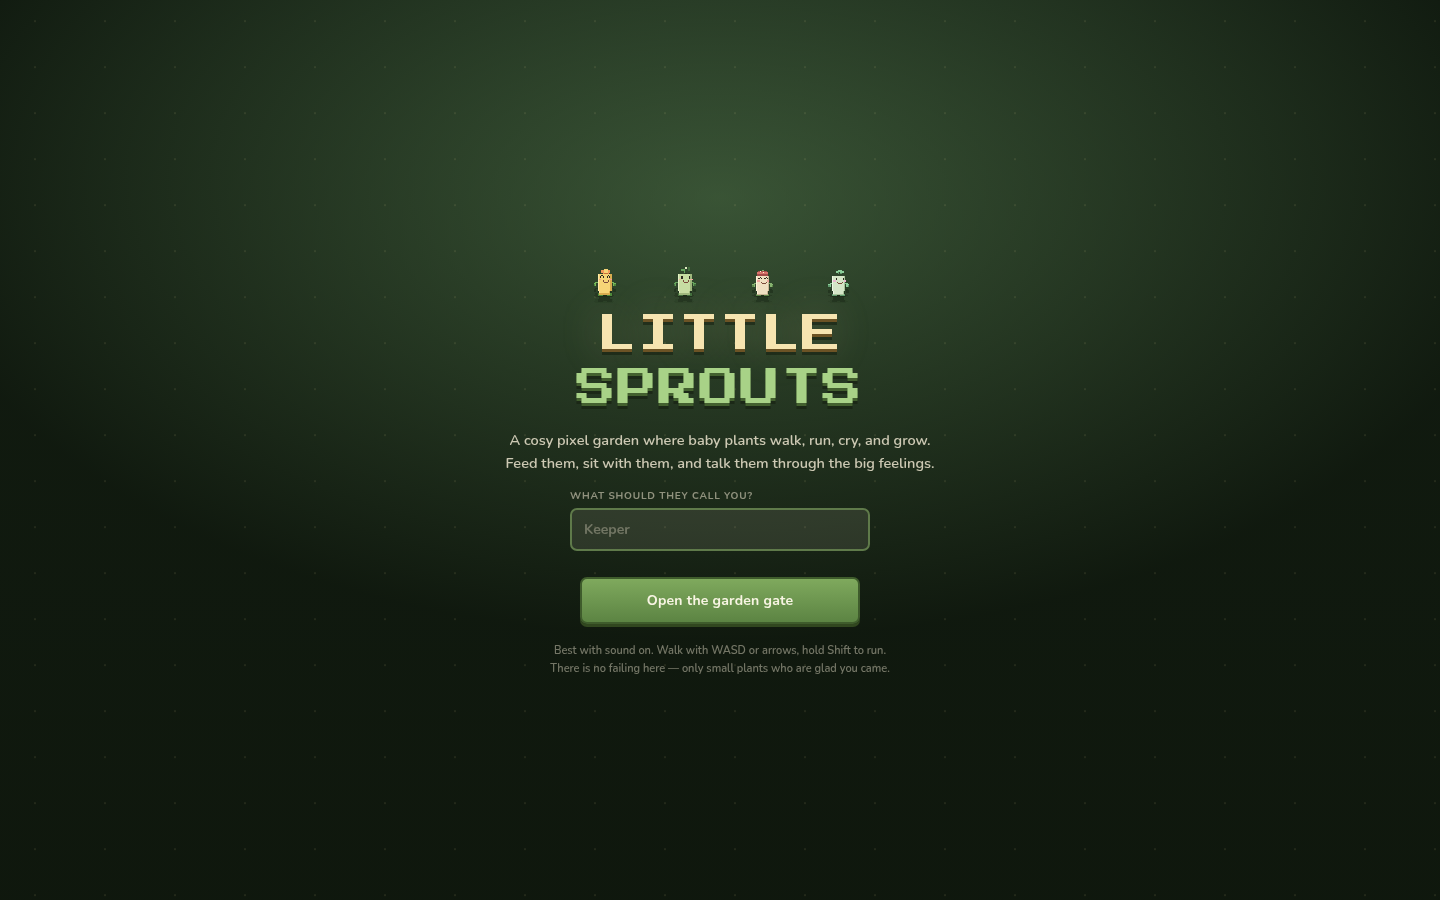 LITTLE
SPROUTS
A cosy pixel garden where baby plants walk, run, cry, and grow.
Feed them, sit with them, and talk them through the big feelings.
WHAT SHOULD THEY CALL YOU?
Keeper
Open the garden gate
Best with sound on. Walk with WASD or arrows, hold Shift to run.
There is no failing here — only small plants who are glad you came.